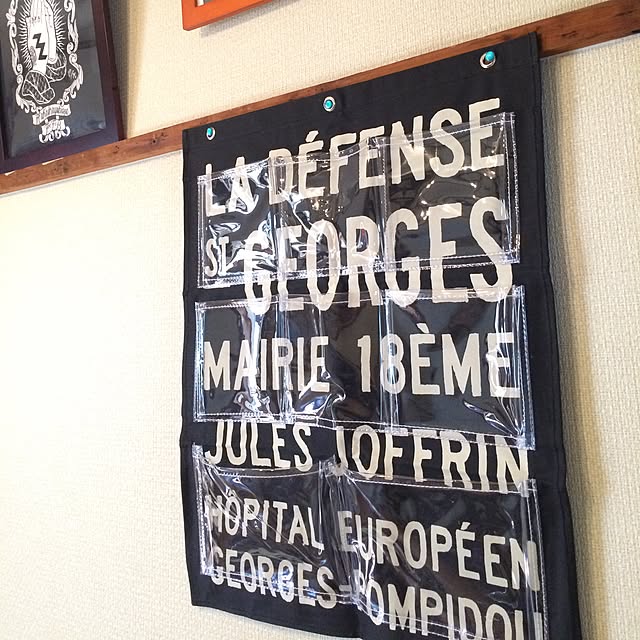 LA DÉFENSE
ST GEORGES
MAIRIE 18ÈME
JULES JOFFRIN
HÔPITAL EUROPÉEN
GEORGES-POMPIDOU